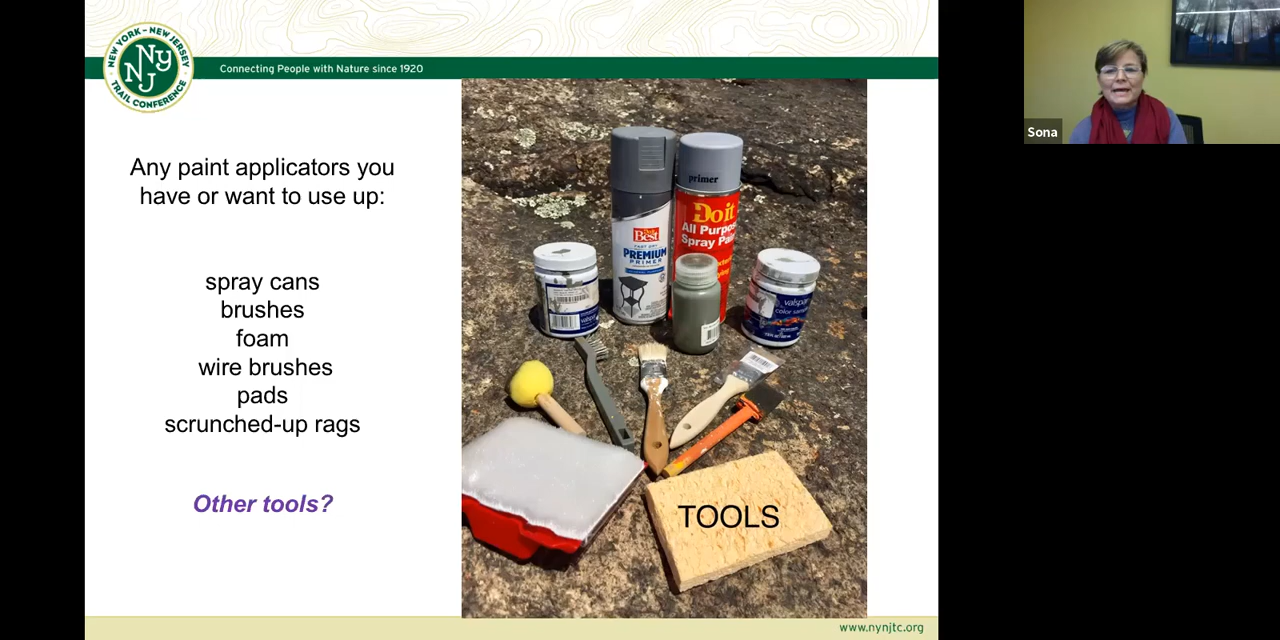 NEW YORK - NEW JERSEY
NY
NJ
TRAIL CONFERENCE
Connecting People with Nature since 1920
Sona
Any paint applicators you
have or want to use up:
spray cans
brushes
foam
wire brushes
pads
scrunched-up rags
Other tools?
primer
Do it
All Purpose
Spray Paint
Best
PREMIUM
PRIMER
valspar
TOOLS
www.nynjtc.org